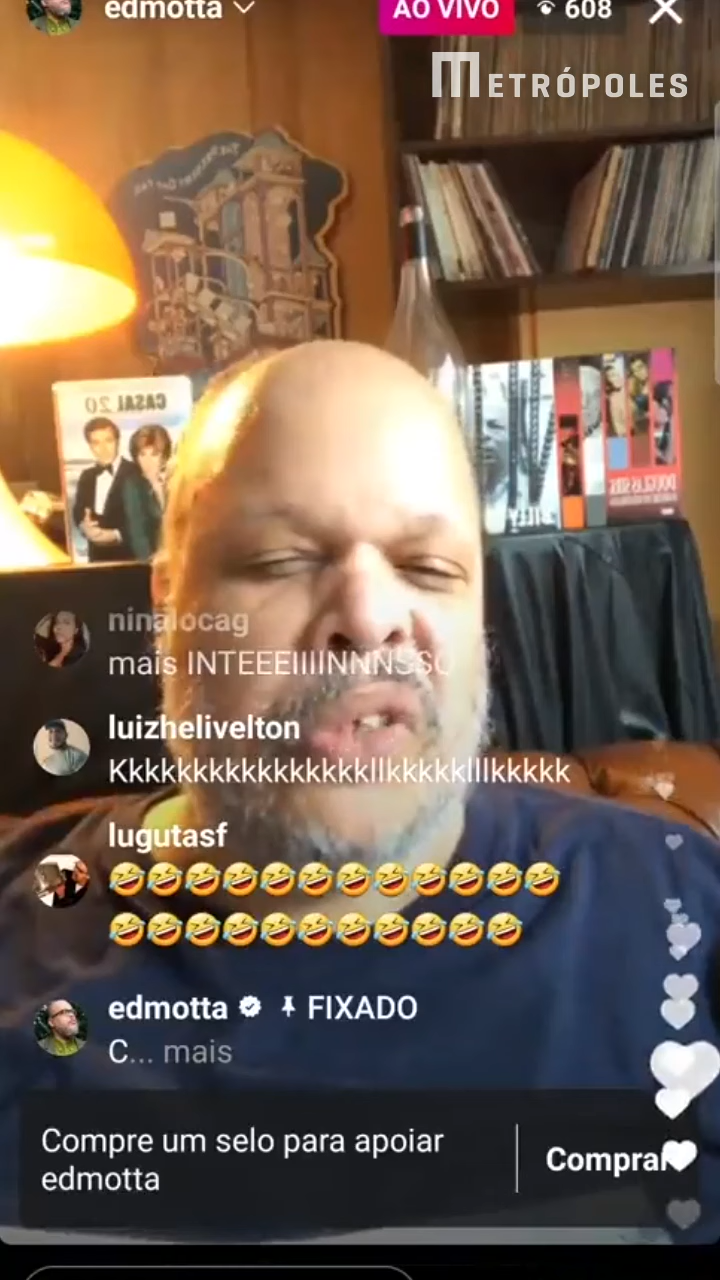 edmotta
AO VIVO
608
METRÓPOLES
CASAL 20
ninalocag
mais INTEEEIIIINNNSSO
luizhelivelton
Kkkkkkkkkkkkkkkkllkkkkklllkkkkk
lugutasf
🤣🤣🤣🤣🤣🤣🤣🤣🤣🤣🤣🤣
🤣🤣🤣🤣🤣🤣🤣🤣🤣🤣🤣
edmotta FIXADO
C... mais
Compre um selo para apoiar
edmotta
Comprar